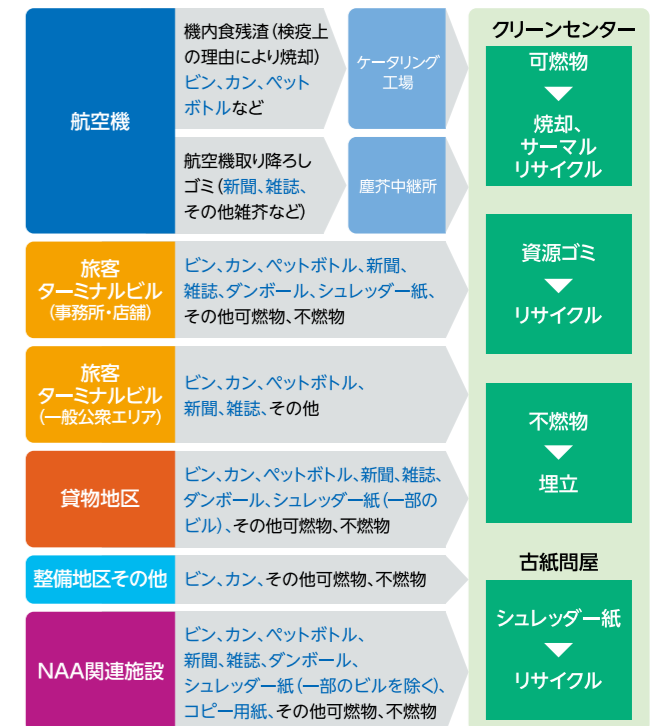 航空機
機内食残渣（検疫上
の理由により焼却）
ビン、カン、ペット
ボトルなど
ケータリング
工場
航空機取り降ろし
ゴミ（新聞、雑誌、
その他雑芥など）
塵芥中継所
旅客
ターミナルビル
（事務所・店舗）
ビン、カン、ペットボトル、新聞、
雑誌、ダンボール、シュレッダー紙、
その他可燃物、不燃物
旅客
ターミナルビル
（一般公衆エリア）
ビン、カン、ペットボトル、
新聞、雑誌、その他
貨物地区
ビン、カン、ペットボトル、新聞、雑誌、
ダンボール、シュレッダー紙（一部の
ビル）、その他可燃物、不燃物
整備地区その他
ビン、カン、その他可燃物、不燃物
NAA関連施設
ビン、カン、ペットボトル、
新聞、雑誌、ダンボール、
シュレッダー紙（一部のビルを除く）、
コピー用紙、その他可燃物、不燃物
クリーンセンター
可燃物
焼却、
サーマル
リサイクル
資源ゴミ
リサイクル
不燃物
埋立
古紙問屋
シュレッダー紙
リサイクル